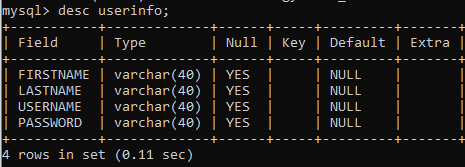 mysql> desc userinfo;
+-----------+-------------+------+-----+---------+-------+
| Field | Type | Null | Key | Default | Extra |
+-----------+-------------+------+-----+---------+-------+
| FIRSTNAME | varchar(40) | YES | | NULL | |
| LASTNAME | varchar(40) | YES | | NULL | |
| USERNAME | varchar(40) | YES | | NULL | |
| PASSWORD | varchar(40) | YES | | NULL | |
+-----------+-------------+------+-----+---------+-------+
4 rows in set (0.11 sec)